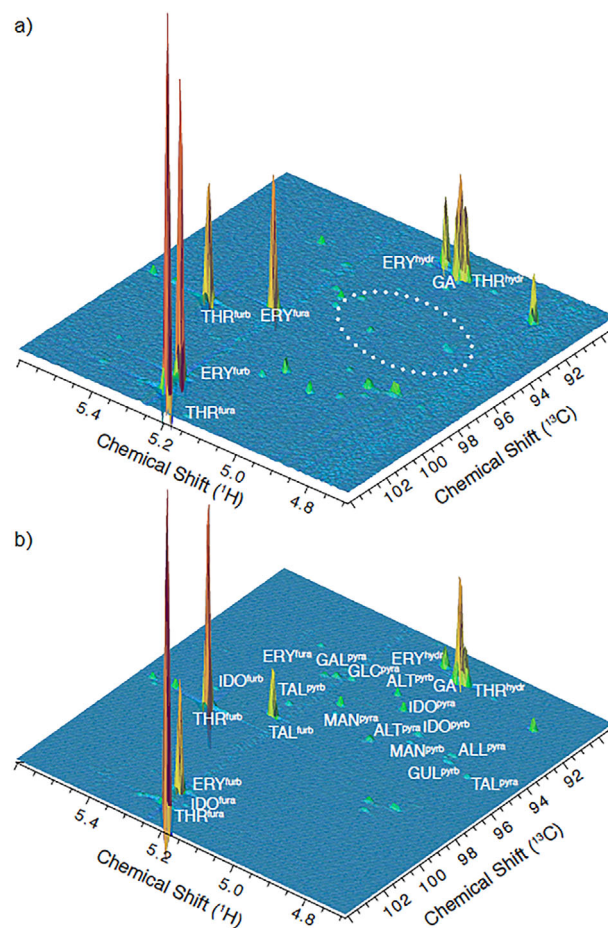 a)
ERYʰʸᵈʳ
GA THRʰʸᵈʳ
THRᶠᵘʳᵇ ERYᶠᵘʳᵃ
ERYᶠᵘʳᵇ
THRᶠᵘʳᵃ
5.4 5.2 5.0 4.8
Chemical Shift (¹H)
102 100 98 96 94 92
Chemical Shift (¹³C)
b)
ERYᶠᵘʳᵃ GALᵖʸʳᵃ ERYʰʸᵈʳ
GLCᵖʸʳᵃ
IDOᶠᵘʳᵇ TALᵖʸʳᵇ ALTᵖʸʳᵇ GA THRʰʸᵈʳ
IDOᵖʸʳᵃ
THRᶠᵘʳᵇ TALᶠᵘʳᵇ MANᵖʸʳᵃ ALTᵖʸʳᵃ IDOᵖʸʳᵇ
MANᵖʸʳᵇ ALLᵖʸʳᵃ
GULᵖʸʳᵇ TALᵖʸʳᵃ
ERYᶠᵘʳᵇ
IDOᶠᵘʳᵃ
THRᶠᵘʳᵃ
5.4 5.2 5.0 4.8
Chemical Shift (¹H)
102 100 98 96 94 92
Chemical Shift (¹³C)